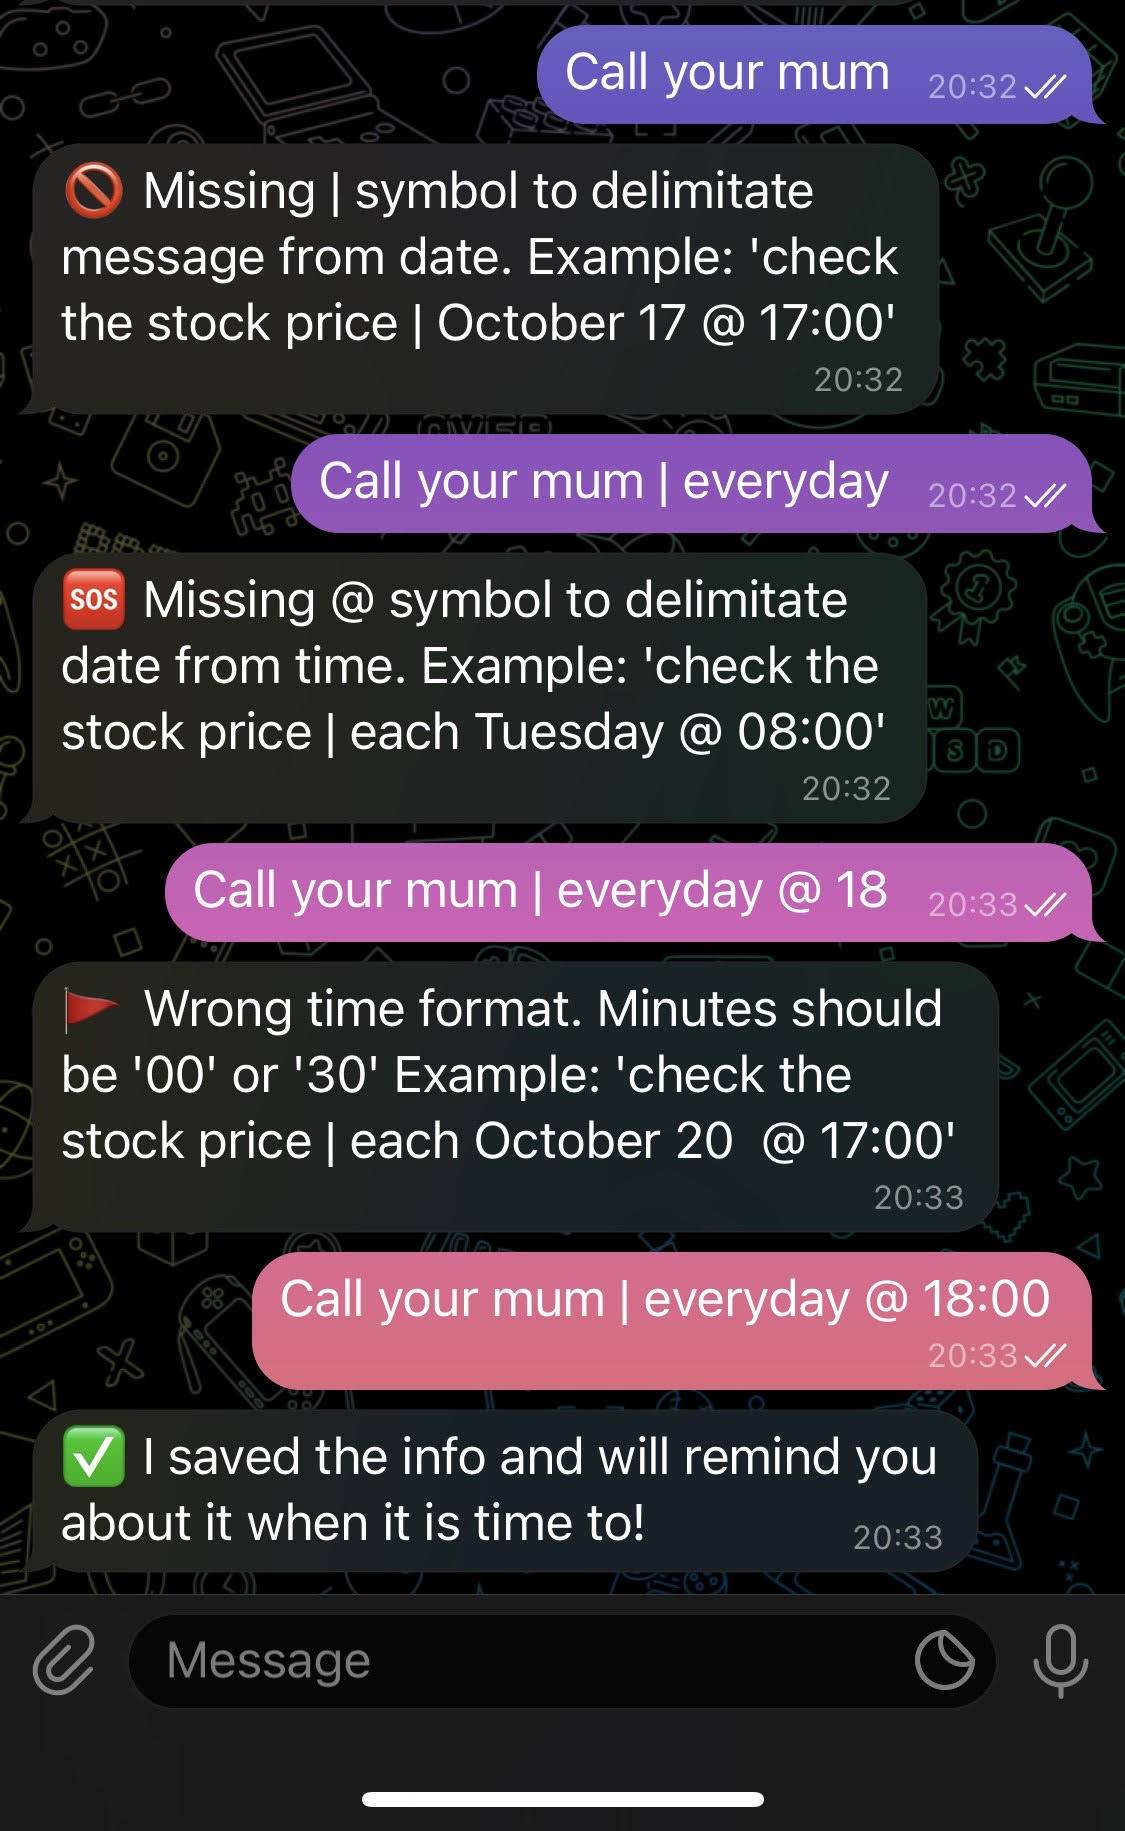 Call your mum 20:32
🚫 Missing | symbol to delimitate
message from date. Example: 'check
the stock price | October 17 @ 17:00'
20:32
OVER
Call your mum | everyday 20:32
🆘 Missing @ symbol to delimitate
date from time. Example: 'check the
stock price | each Tuesday @ 08:00'
20:32
W
S D
Call your mum | everyday @ 18 20:33
🚩 Wrong time format. Minutes should
be '00' or '30' Example: 'check the
stock price | each October 20  @ 17:00'
20:33
Call your mum | everyday @ 18:00
20:33
✅ I saved the info and will remind you
about it when it is time to! 20:33
Message